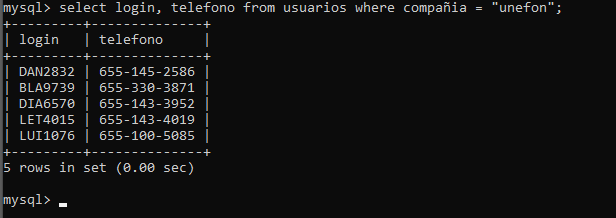 mysql> select login, telefono from usuarios where compañia = "unefon";
+---------+--------------+
| login   | telefono     |
+---------+--------------+
| DAN2832 | 655-145-2586 |
| BLA9739 | 655-330-3871 |
| DIA6570 | 655-143-3952 |
| LET4015 | 655-143-4019 |
| LUI1076 | 655-100-5085 |
+---------+--------------+
5 rows in set (0.00 sec)
mysql> _